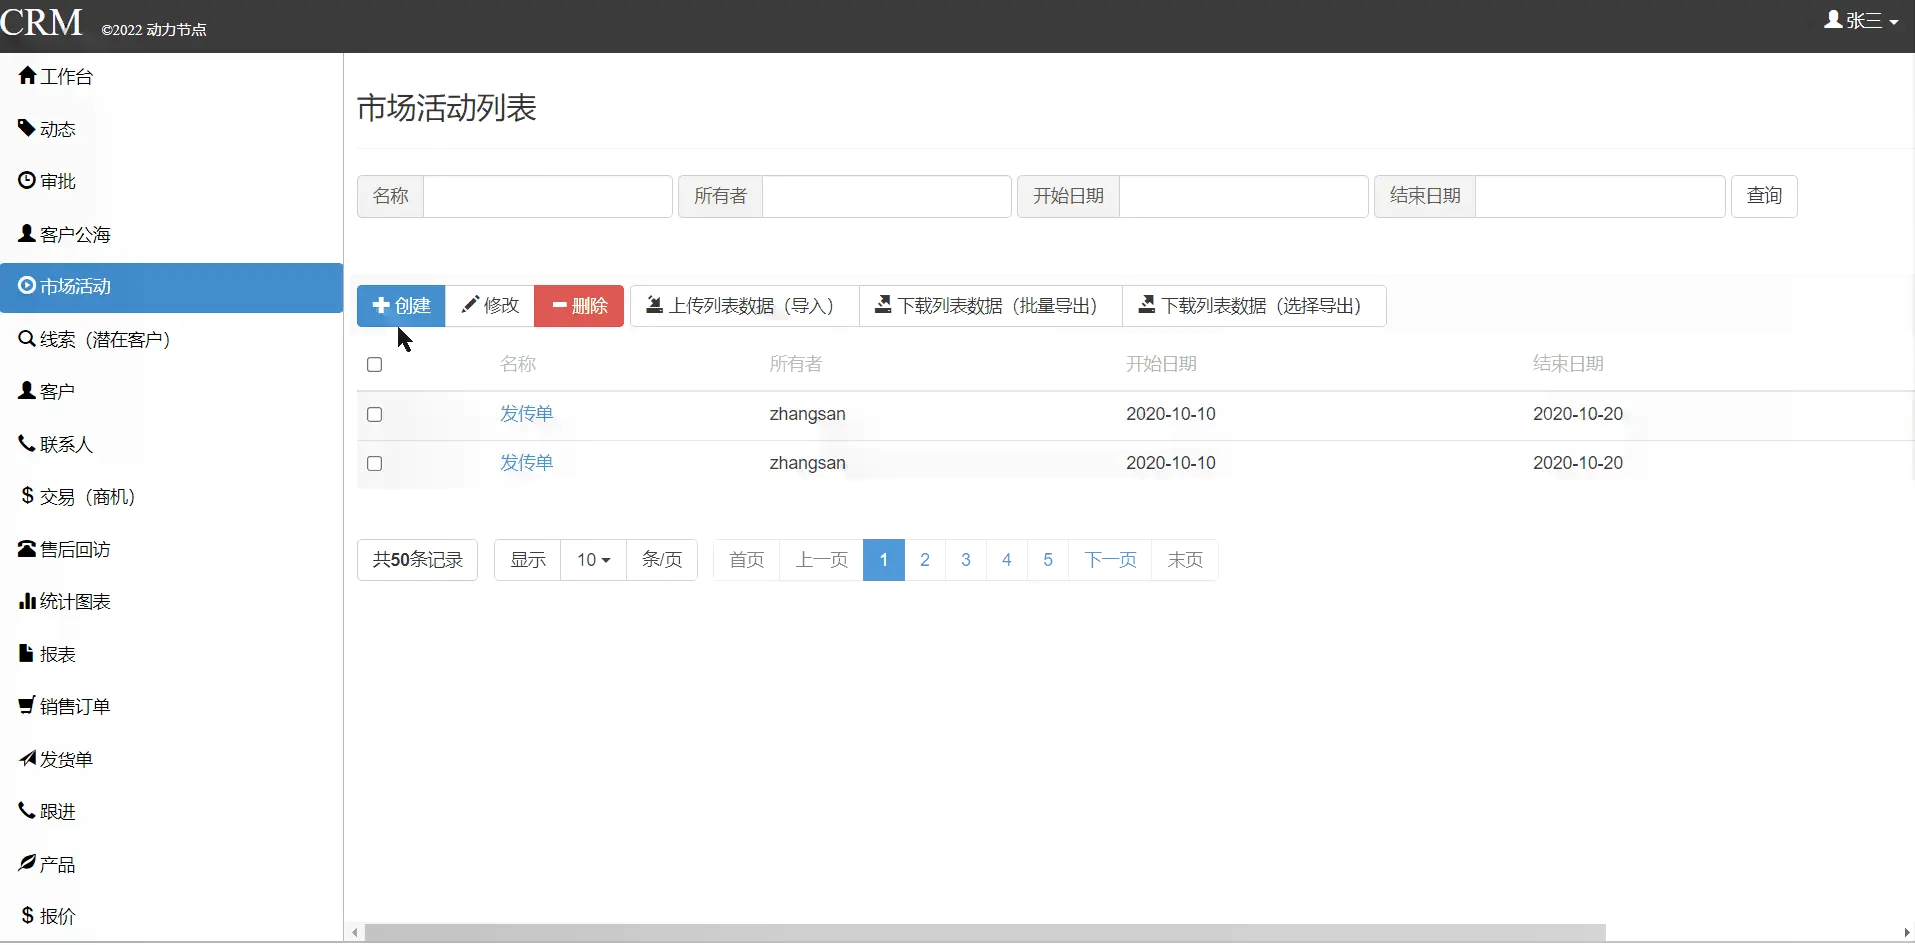 CRM ©2022 动力节点
张三
工作台
动态
审批
客户公海
市场活动
线索（潜在客户）
客户
联系人
交易（商机）
售后回访
统计图表
报表
销售订单
发货单
跟进
产品
报价
市场活动列表
名称 所有者 开始日期 结束日期 查询
创建 修改 删除 上传列表数据（导入） 下载列表数据（批量导出） 下载列表数据（选择导出）
名称 所有者 开始日期 结束日期
发传单 zhangsan 2020-10-10 2020-10-20
发传单 zhangsan 2020-10-10 2020-10-20
共50条记录 显示 10 条/页 首页 上一页 1 2 3 4 5 下一页 末页